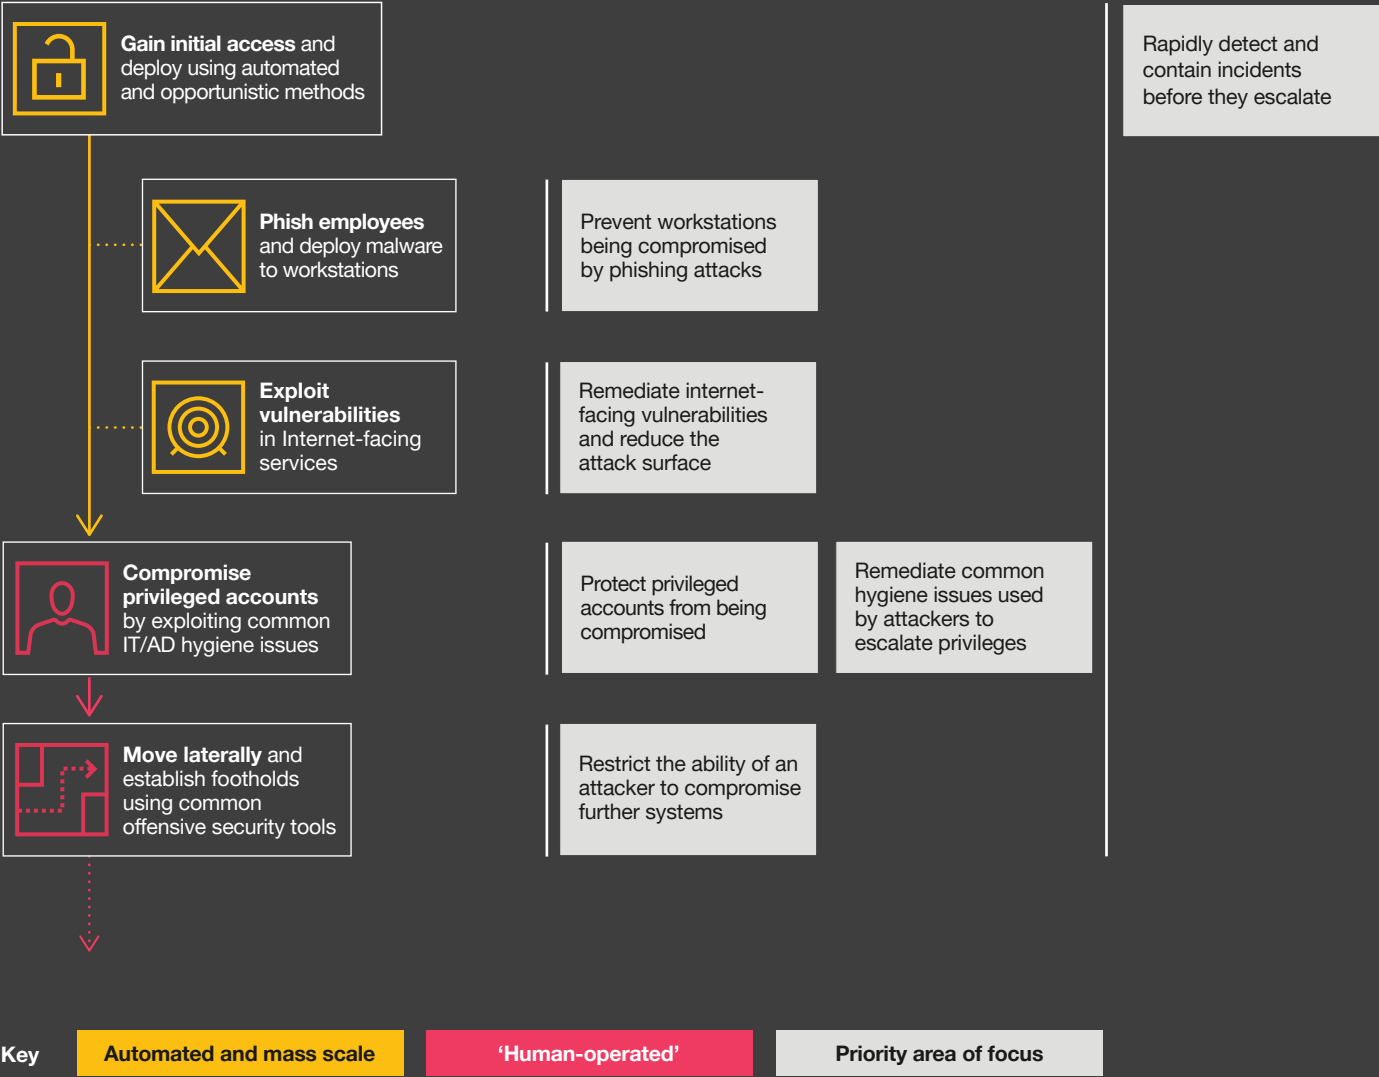 Gain initial access and
deploy using automated
and opportunistic methods
Rapidly detect and
contain incidents
before they escalate
Phish employees
and deploy malware
to workstations
Prevent workstations
being compromised
by phishing attacks
Exploit
vulnerabilities
in Internet-facing
services
Remediate internet-
facing vulnerabilities
and reduce the
attack surface
Compromise
privileged accounts
by exploiting common
IT/AD hygiene issues
Protect privileged
accounts from being
compromised
Remediate common
hygiene issues used
by attackers to
escalate privileges
Move laterally and
establish footholds
using common
offensive security tools
Restrict the ability of an
attacker to compromise
further systems
Key
Automated and mass scale
‘Human-operated’
Priority area of focus